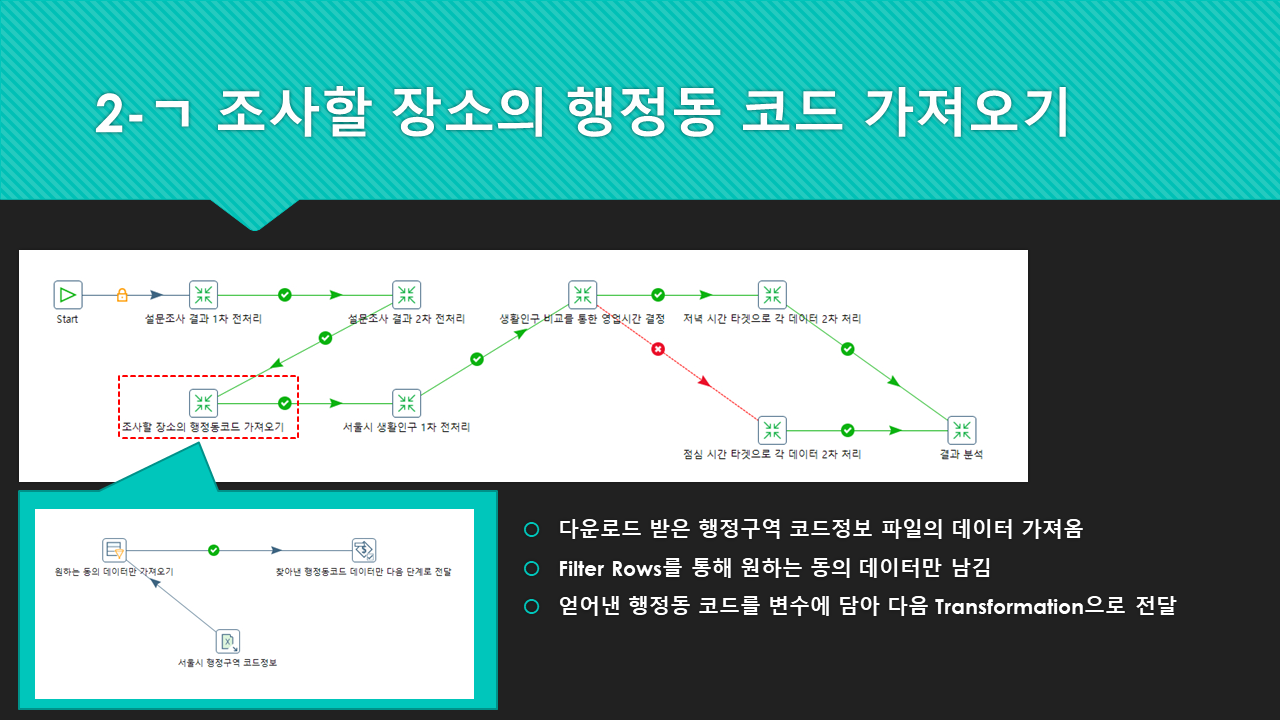 2-ㄱ 조사할 장소의 행정동 코드 가져오기
Start
설문조사 결과 1차 전처리
설문조사 결과 2차 전처리
생활인구 비교를 통한 영업시간 결정
저녁 시간 타겟으로 각 데이터 2차 처리
조사할 장소의 행정동코드 가져오기
서울시 생활인구 1차 전처리
점심 시간 타겟으로 각 데이터 2차 처리
결과 분석
원하는 동의 데이터만 가져오기
찾아낸 행정동코드 데이터만 다음 단계로 전달
서울시 행정구역 코드정보
다운로드 받은 행정구역 코드정보 파일의 데이터 가져옴
Filter Rows를 통해 원하는 동의 데이터만 남김
얻어낸 행정동 코드를 변수에 담아 다음 Transformation으로 전달